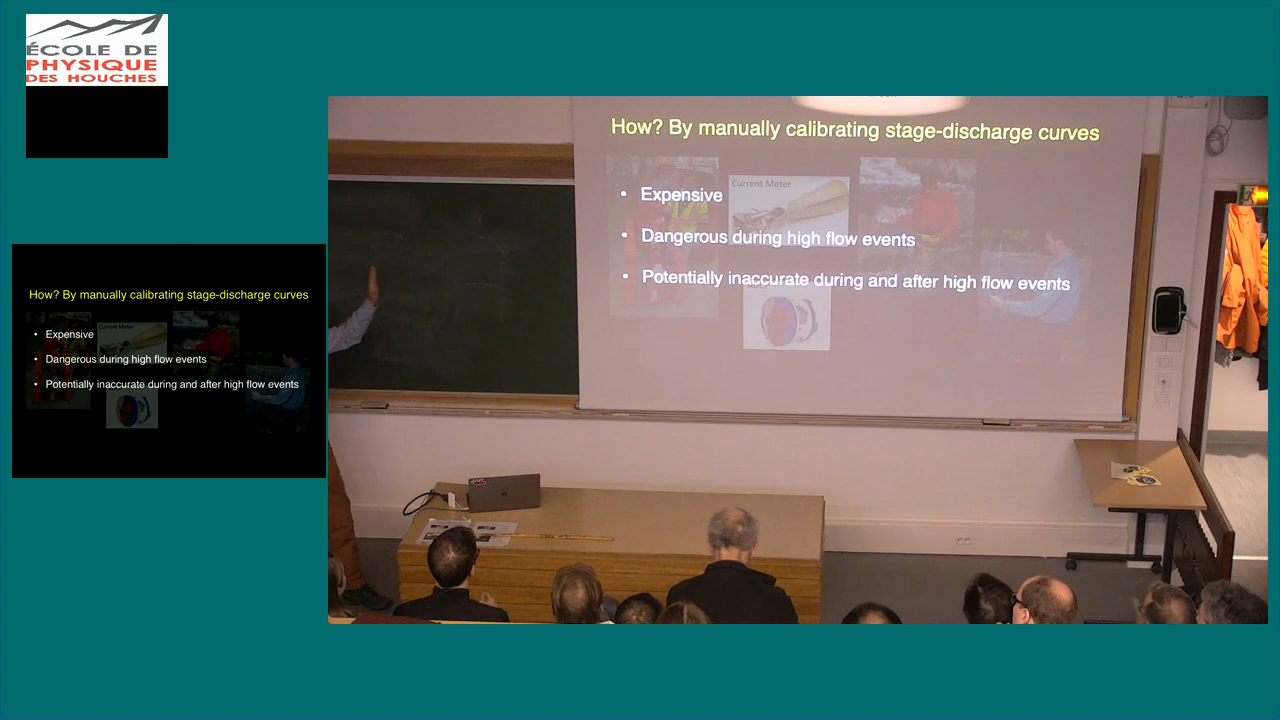 ÉCOLE DE
PHYSIQUE
DES HOUCHES
How? By manually calibrating stage-discharge curves
Current Meter
• Expensive
• Dangerous during high flow events
• Potentially inaccurate during and after high flow events
How? By manually calibrating stage-discharge curves
Current Meter
• Expensive
• Dangerous during high flow events
• Potentially inaccurate during and after high flow events